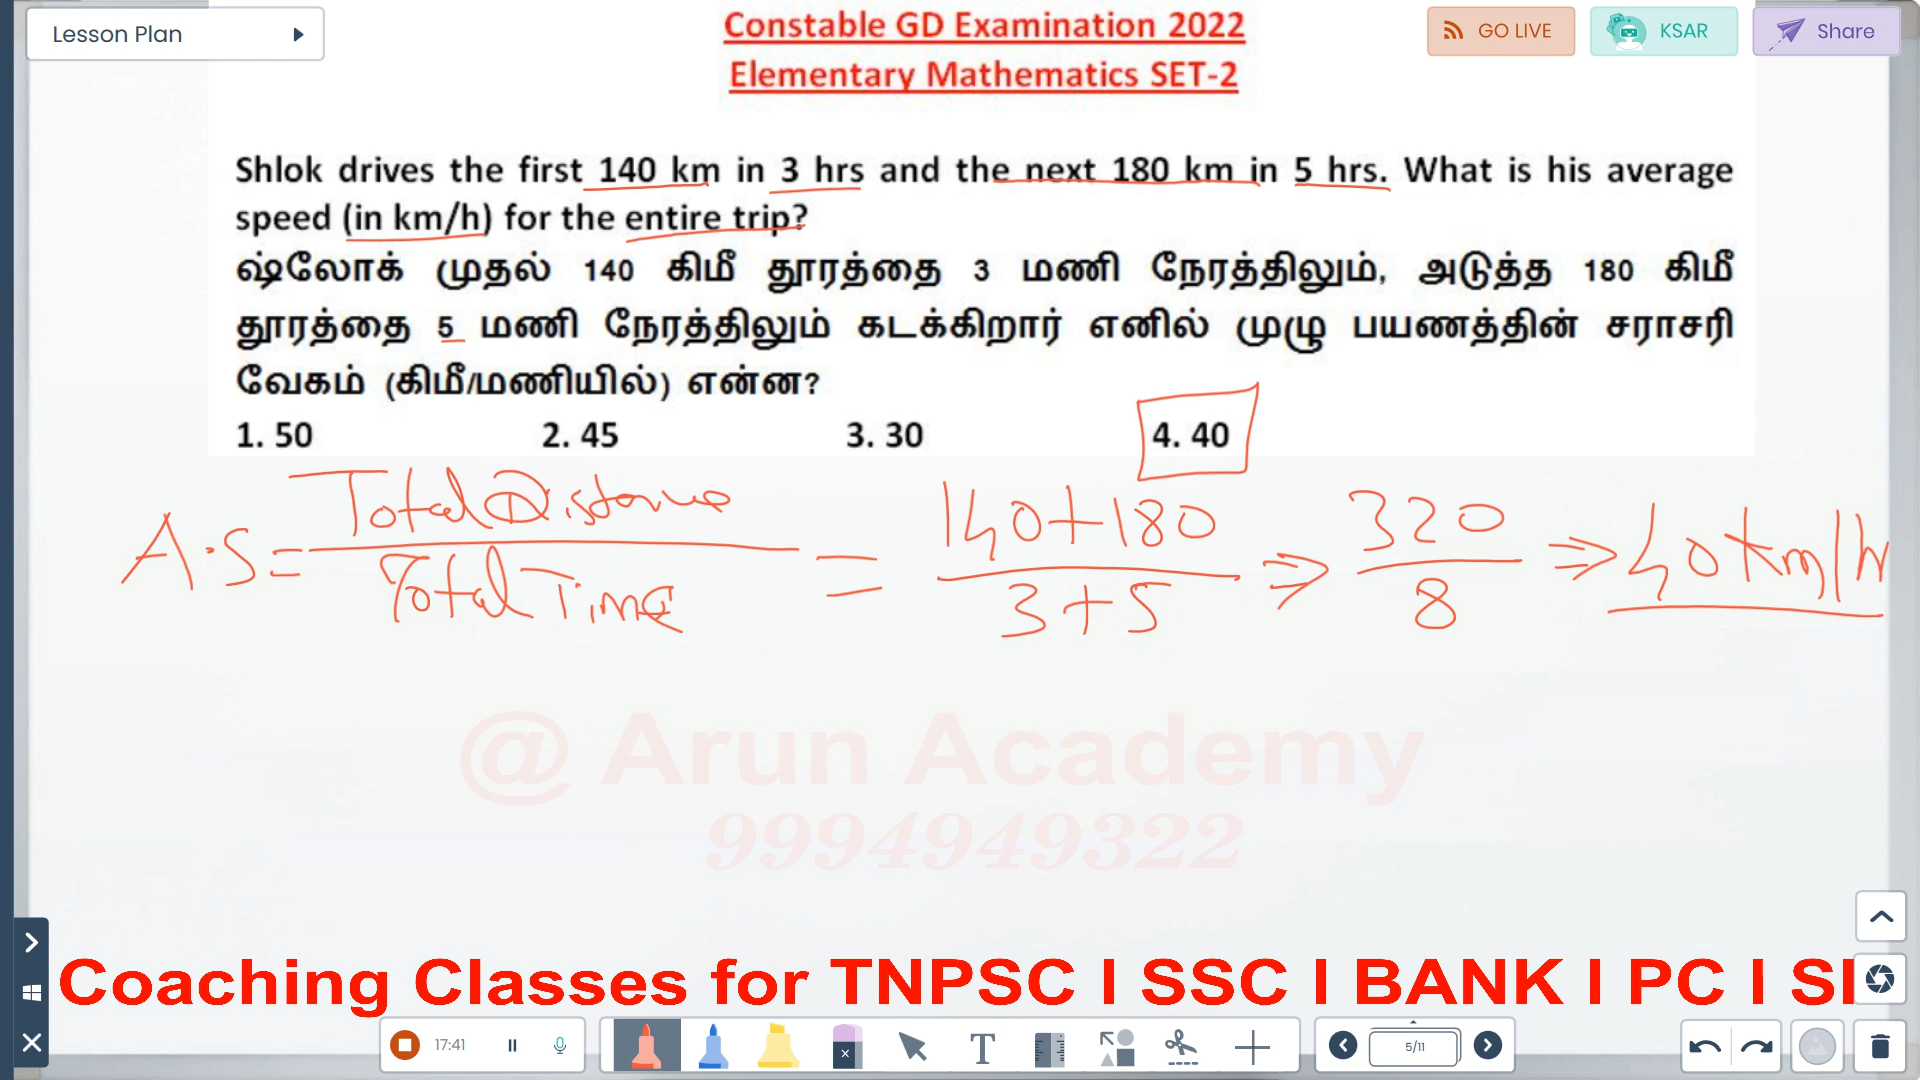 Lesson Plan
GO LIVE
KSAR
Share
Constable GD Examination 2022
Elementary Mathematics SET-2
Shlok drives the first 140 km in 3 hrs and the next 180 km in 5 hrs. What is his average
speed (in km/h) for the entire trip?
ஷ்லோக் முதல் 140 கிமீ தூரத்தை 3 மணி நேரத்திலும், அடுத்த 180 கிமீ
தூரத்தை 5 மணி நேரத்திலும் கடக்கிறார் எனில் முழு பயணத்தின் சராசரி
வேகம் (கிமீ/மணியில்) என்ன?
1. 50 2. 45 3. 30 4. 40
A.S = Total Distance / Total Time = 140+180 / 3+5 ⇒ 320 / 8 ⇒ 40 km/h
@ Arun Academy
9994949322
Coaching Classes for TNPSC I SSC I BANK I PC I SI
17:41
T
5/11